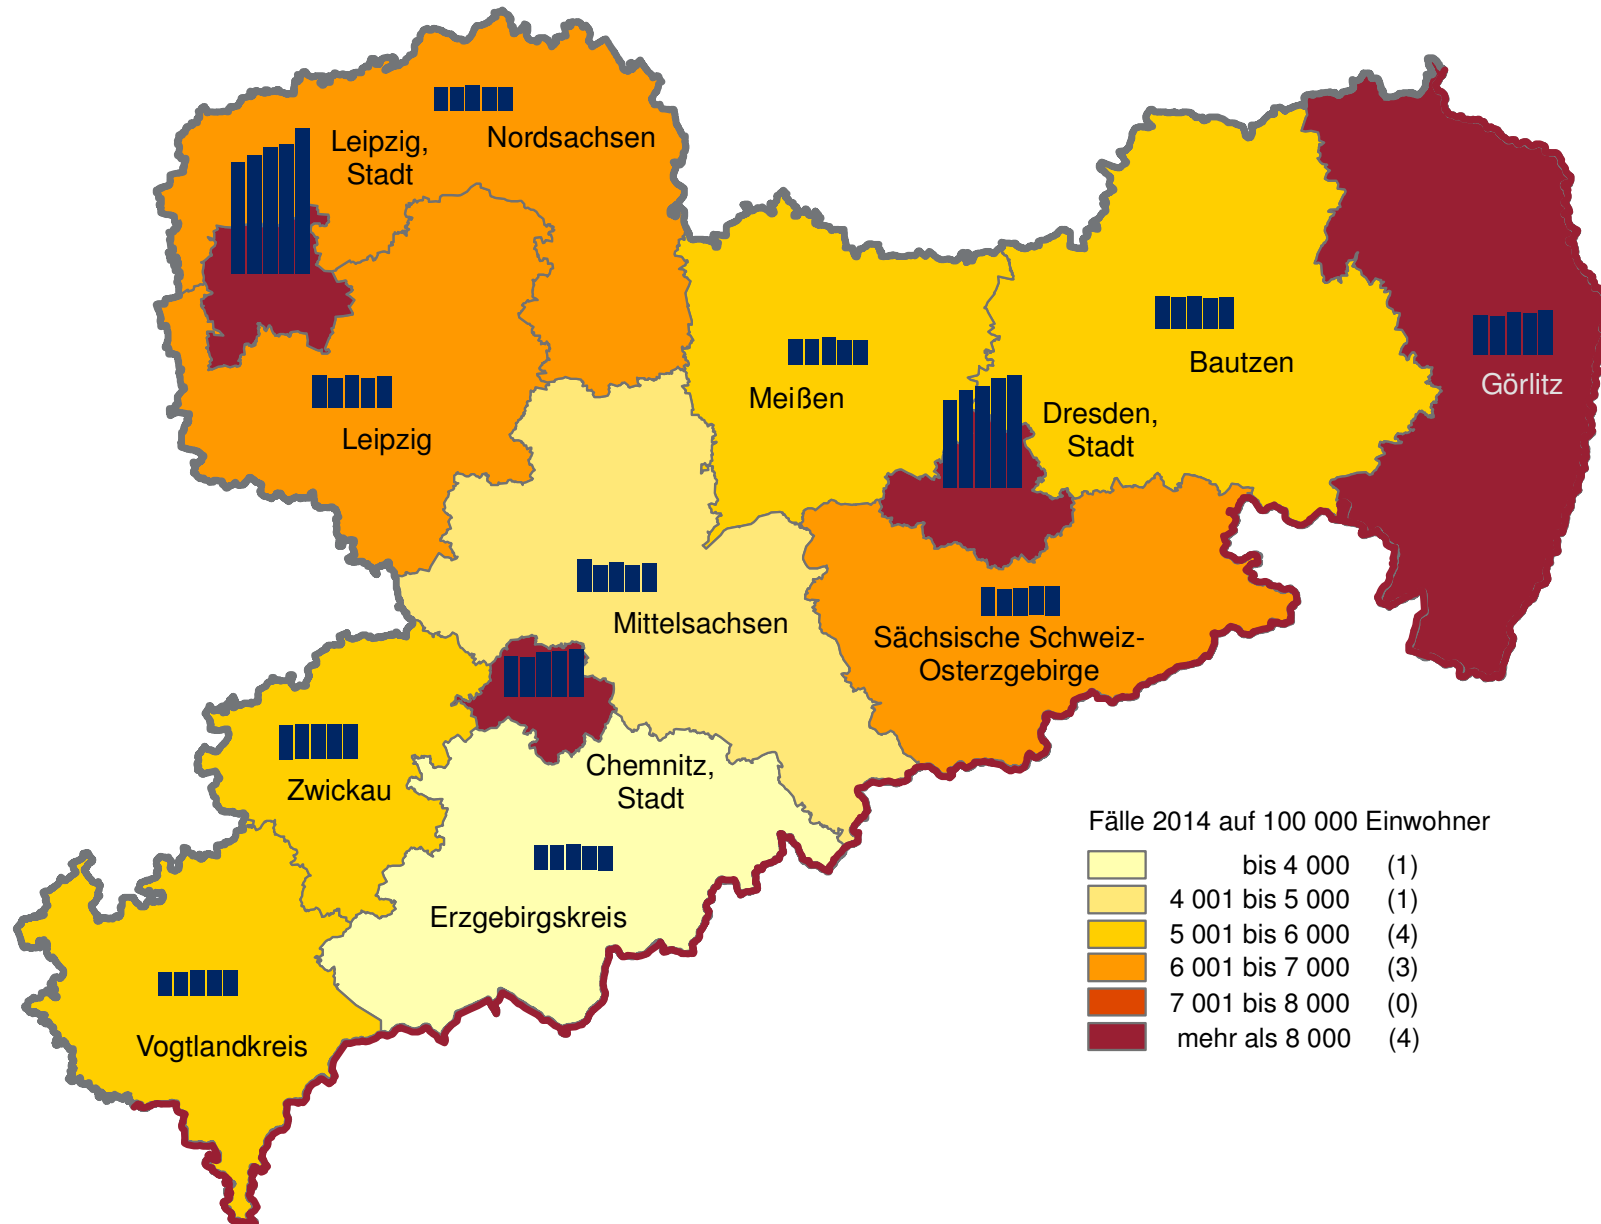 Nordsachsen
Leipzig,
Stadt
Leipzig
Meißen
Bautzen
Görlitz
Dresden,
Stadt
Mittelsachsen
Sächsische Schweiz-
Osterzgebirge
Chemnitz,
Stadt
Zwickau
Erzgebirgskreis
Vogtlandkreis
Fälle 2014 auf 100 000 Einwohner
bis 4 000 (1)
4 001 bis 5 000 (1)
5 001 bis 6 000 (4)
6 001 bis 7 000 (3)
7 001 bis 8 000 (0)
mehr als 8 000 (4)